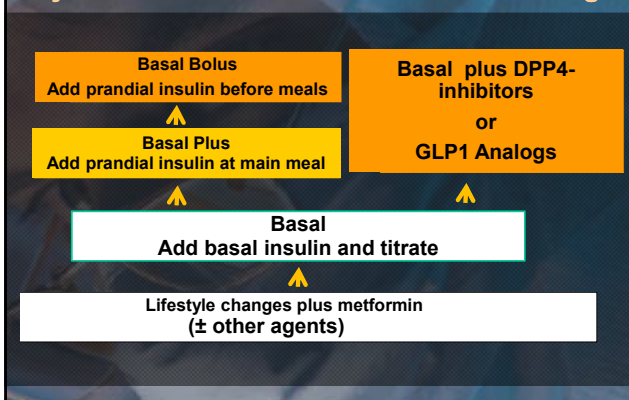 Basal Bolus
Add prandial insulin before meals
Basal plus DPP4-
inhibitors
or
GLP1 Analogs
Basal Plus
Add prandial insulin at main meal
Basal
Add basal insulin and titrate
Lifestyle changes plus metformin
(± other agents)